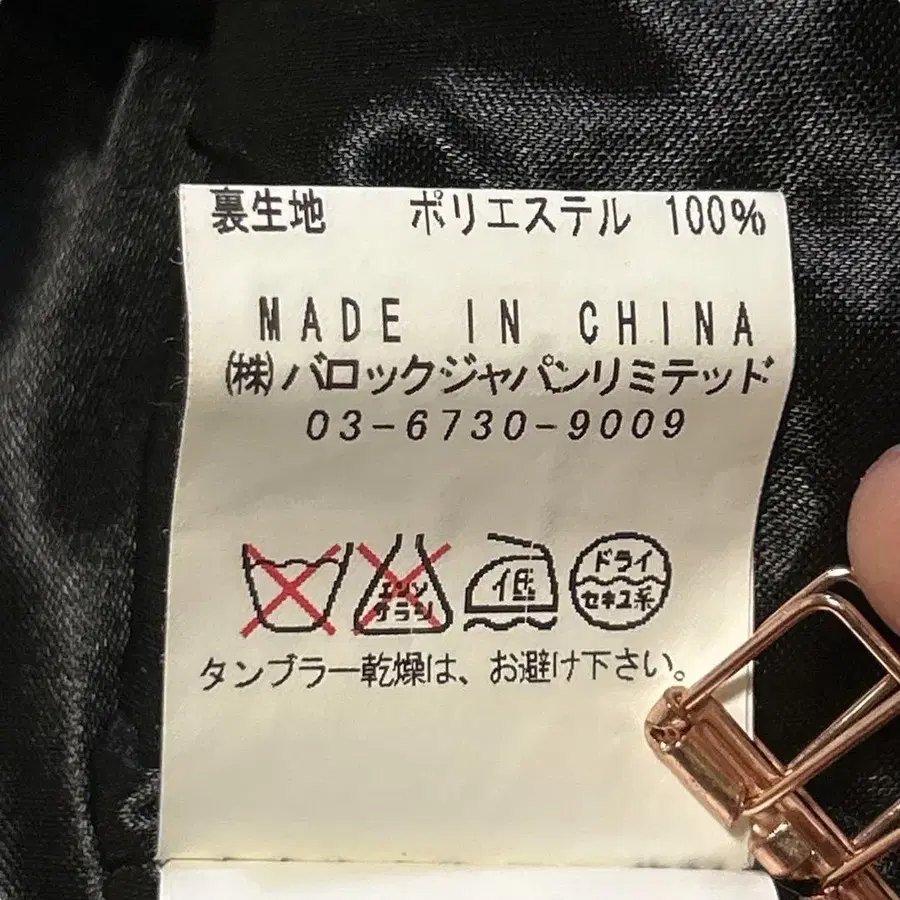 裏生地　ポリエステル 100%
MADE IN CHINA
㈱バロックジャパンリミテッド
03-6730-9009
エンソ
サラシ
低
ドライ
セキユ系
タンブラー乾燥は、お避け下さい。